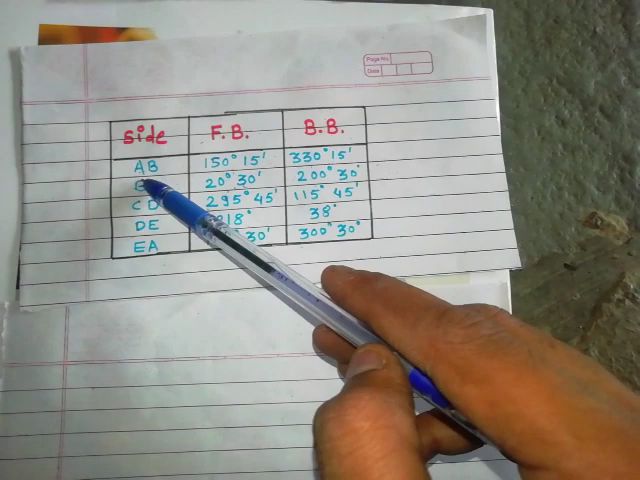 Page No.
Date
Side F.B. B.B.
AB 150° 15' 330° 15'
20° 30' 200° 30'
CD 295° 45' 115° 45'
DE 218° 38°
EA 30' 300° 30°